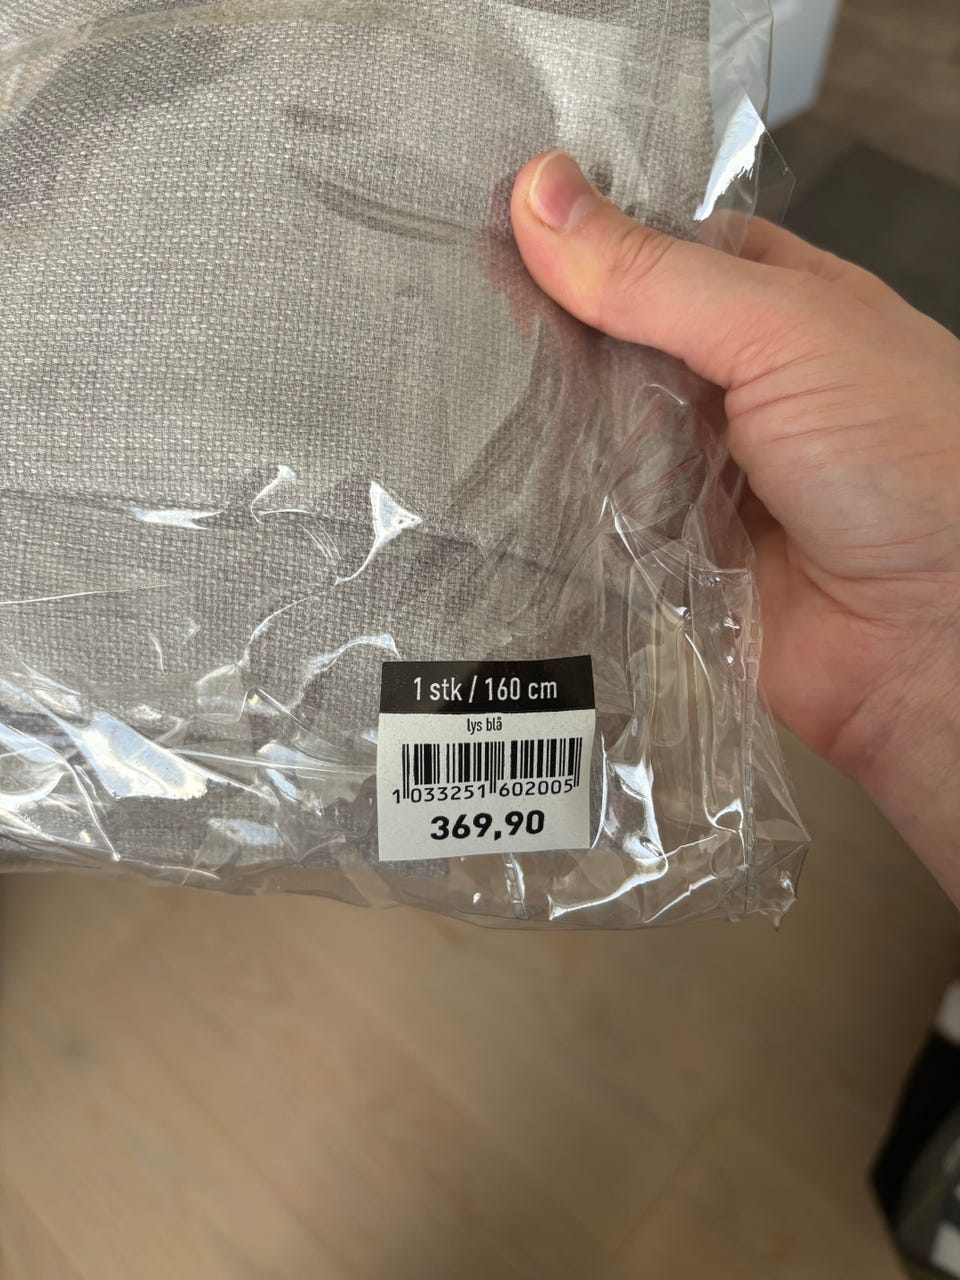 1 stk / 160 cm
lys blå
1 033251 602005
369,90